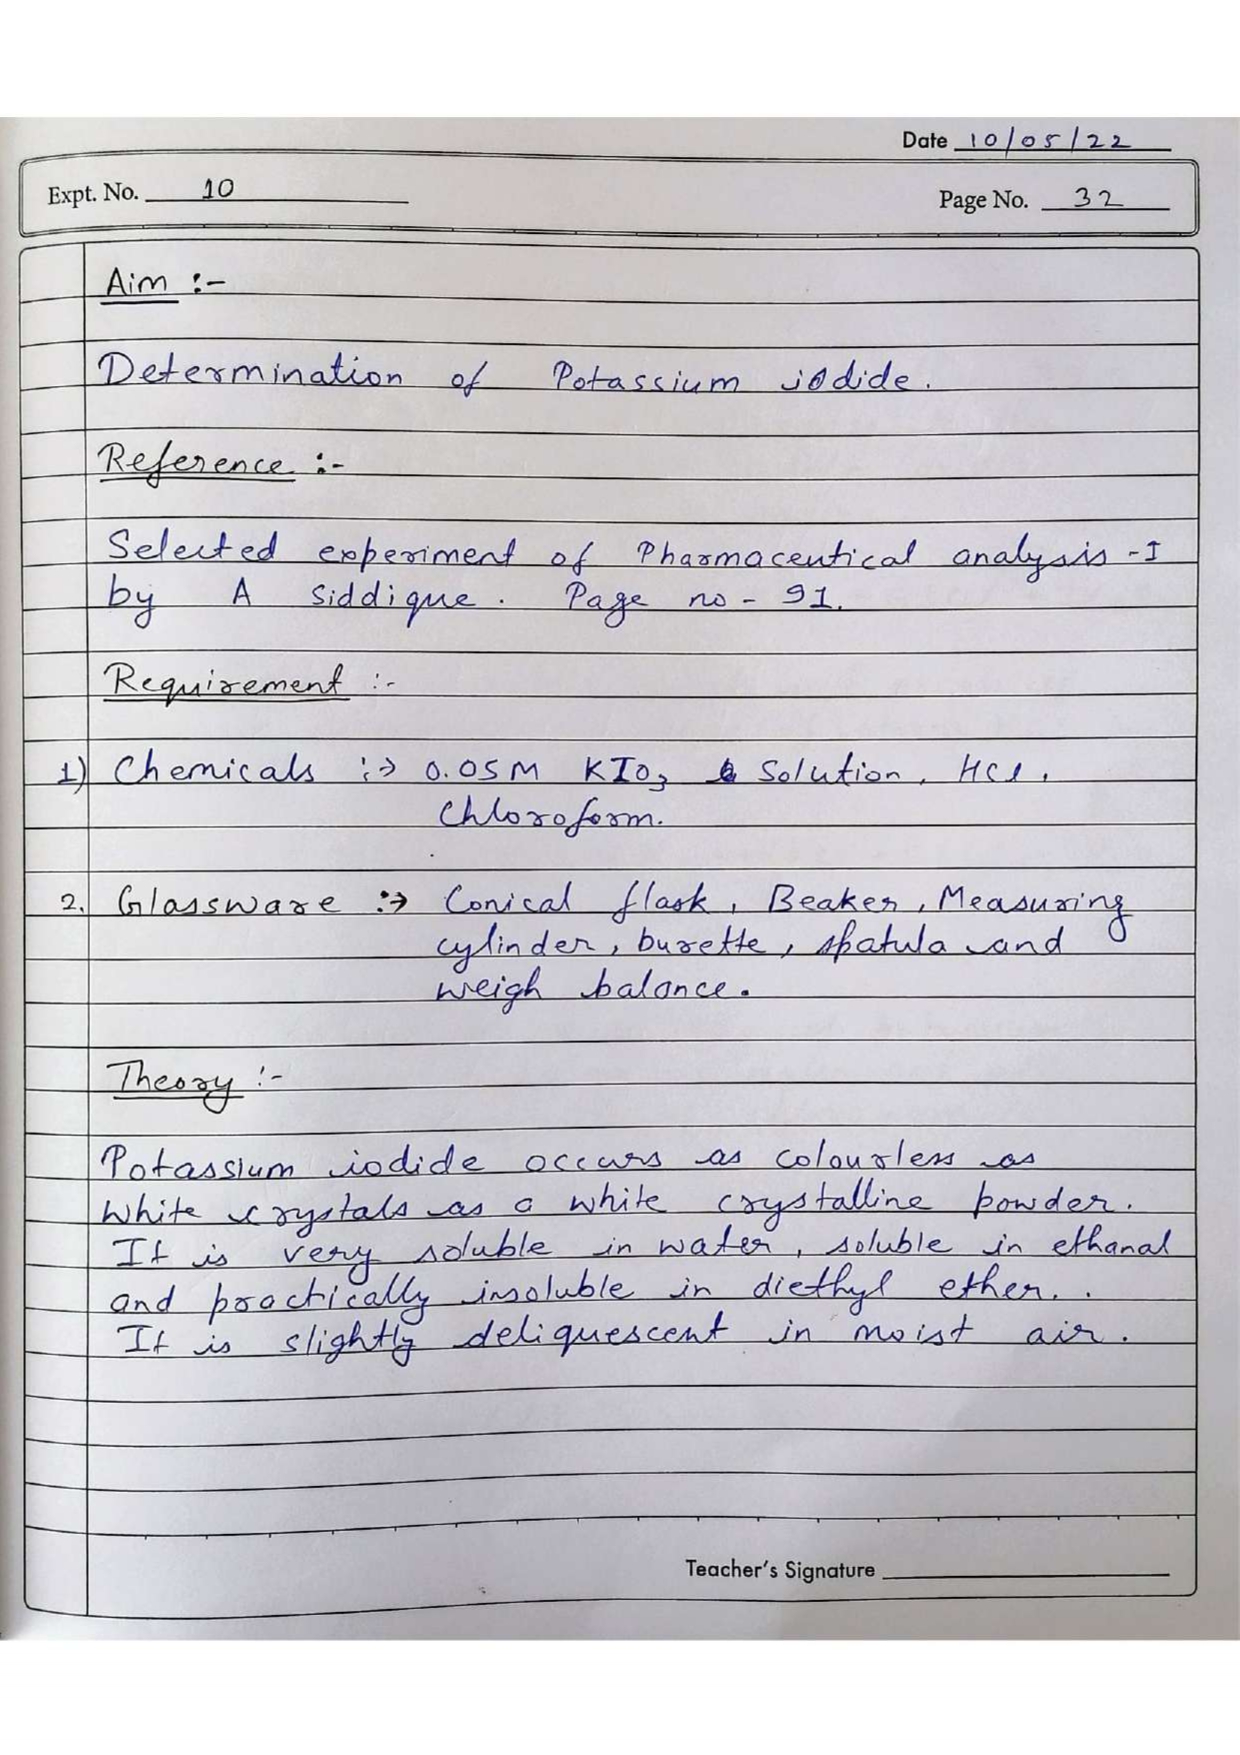 Date 10/05/22
Expt. No. 10
Page No. 32
Aim :-
Determination of Potassium iodide.
Reference :-
Selected experiment of Pharmaceutical analysis -I
by A Siddique. Page no - 91.
Requirement :-
1) Chemicals :→ 0.05M KIO₃ Solution, HCl,
Chloroform.
2. Glassware :→ Conical flask, Beaker, Measuring
cylinder, burette, spatula and
weigh balance.
Theory :-
Potassium iodide occurs as colourless as
White crystals as a white crystalline powder.
It is very soluble in water, soluble in ethanal
and practically insoluble in diethyl ether..
It is slightly deliquescent in moist air.
Teacher's Signature